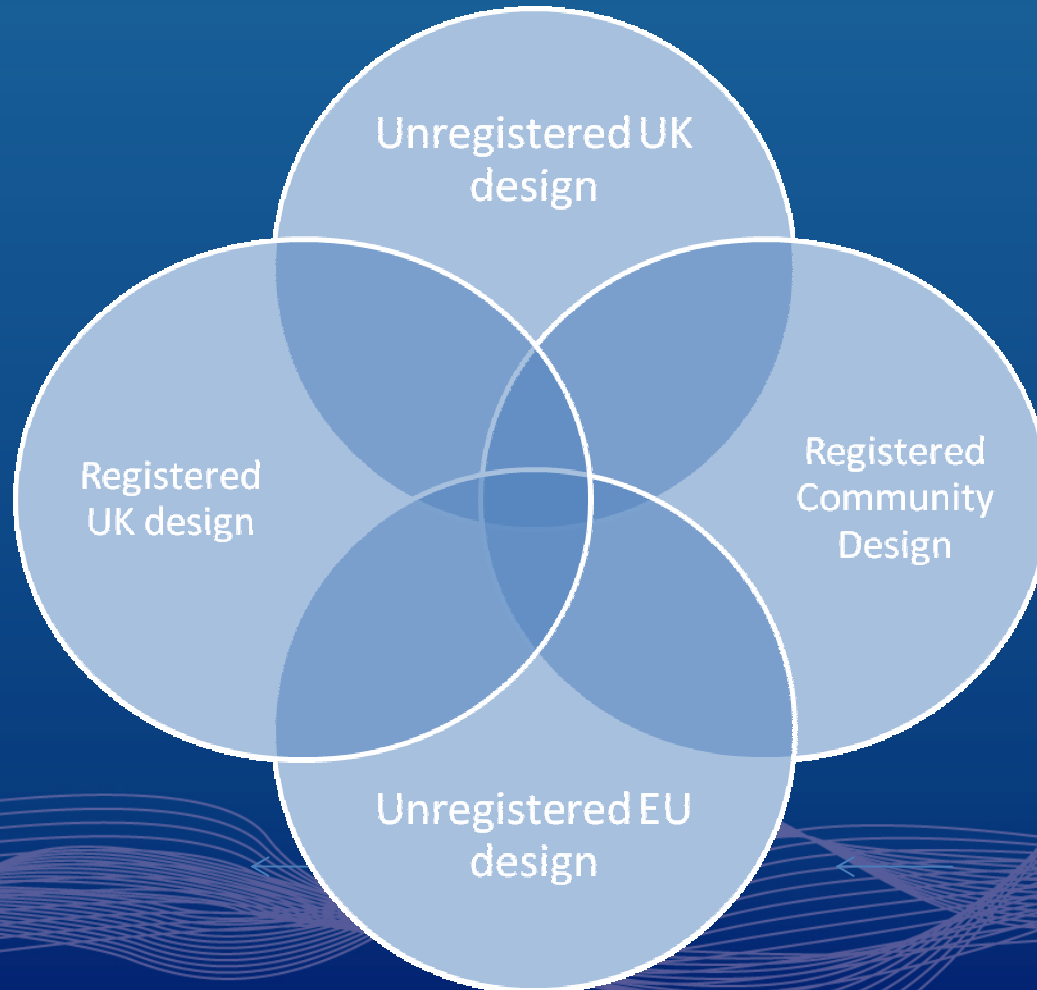 Unregistered UK
design
Registered
UK design
Registered
Community
Design
Unregistered EU
design